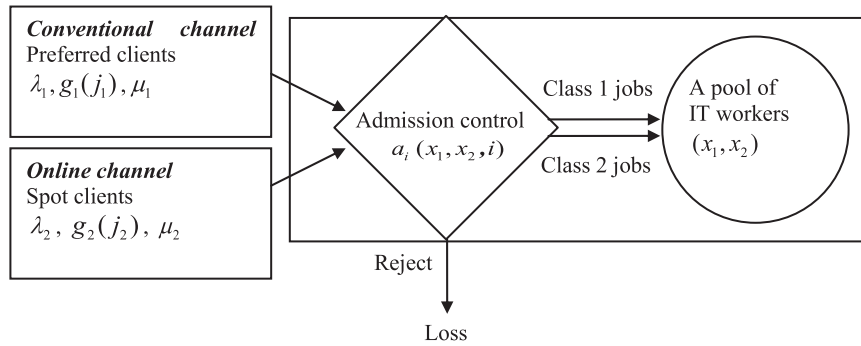 Conventional channel
Preferred clients
λ₁, g₁(j₁), μ₁
Online channel
Spot clients
λ₂, g₂(j₂), μ₂
Admission control
aᵢ (x₁, x₂, i)
Class 1 jobs
Class 2 jobs
A pool of
IT workers
(x₁, x₂)
Reject
Loss